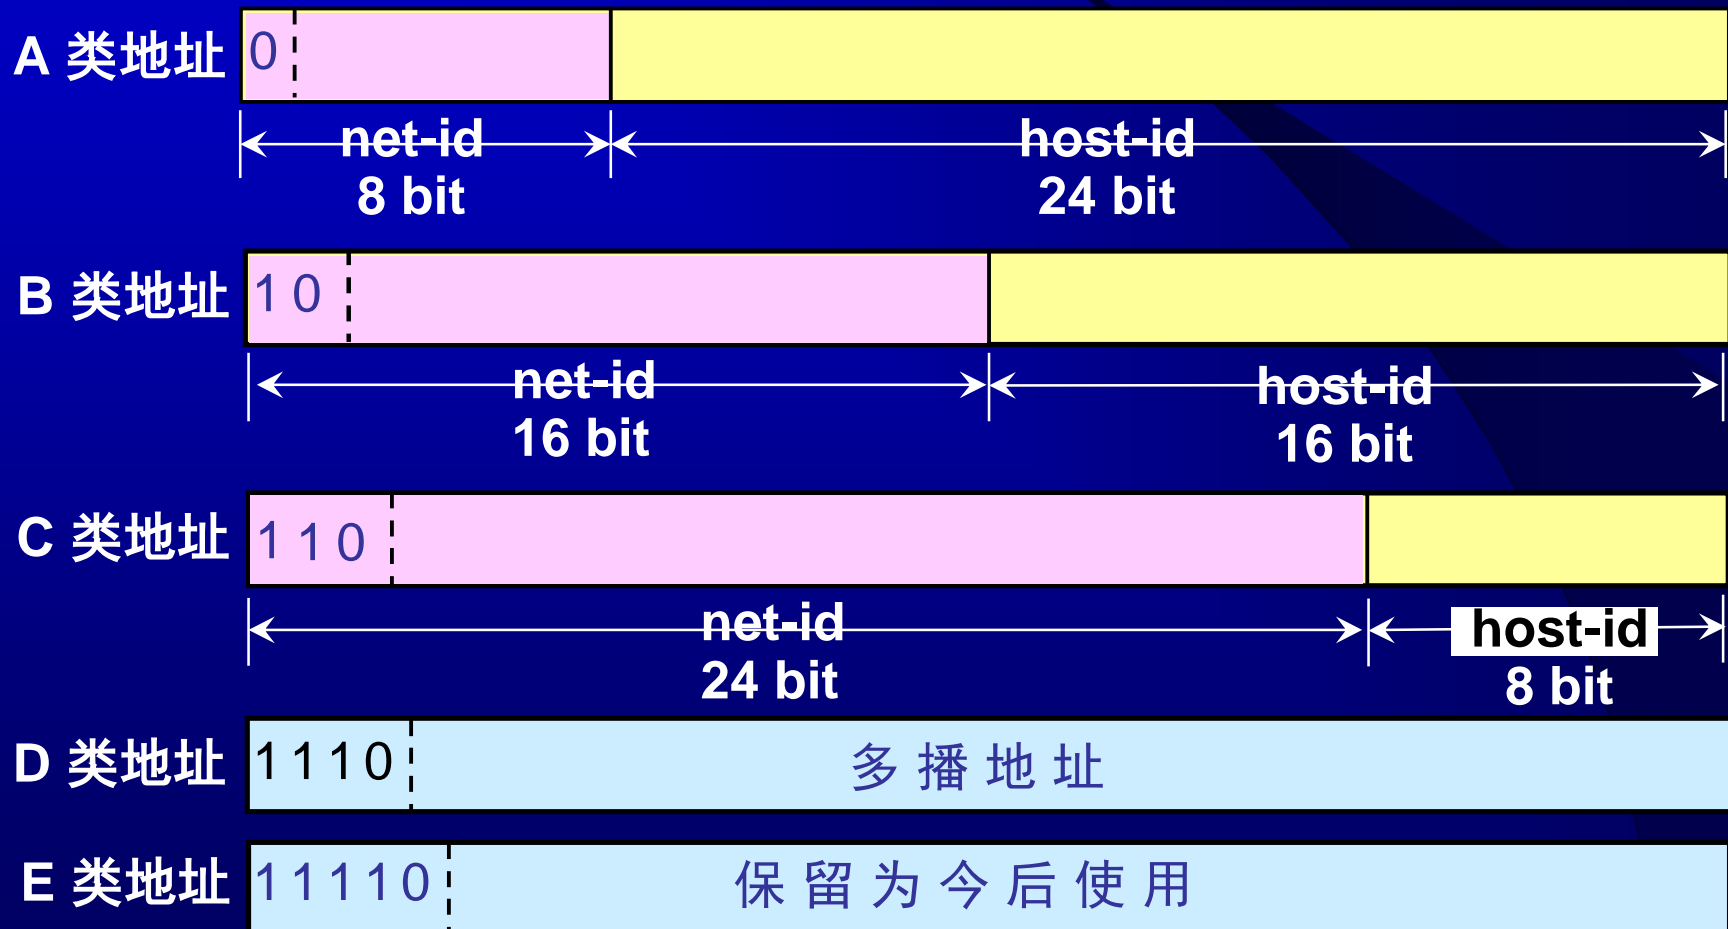 A 类地址 0
net-id host-id
8 bit 24 bit
B 类地址 1 0
net-id host-id
16 bit 16 bit
C 类地址 1 1 0
net-id host-id
24 bit 8 bit
D 类地址 1 1 1 0 多 播 地 址
E 类地址 1 1 1 1 0 保 留 为 今 后 使 用